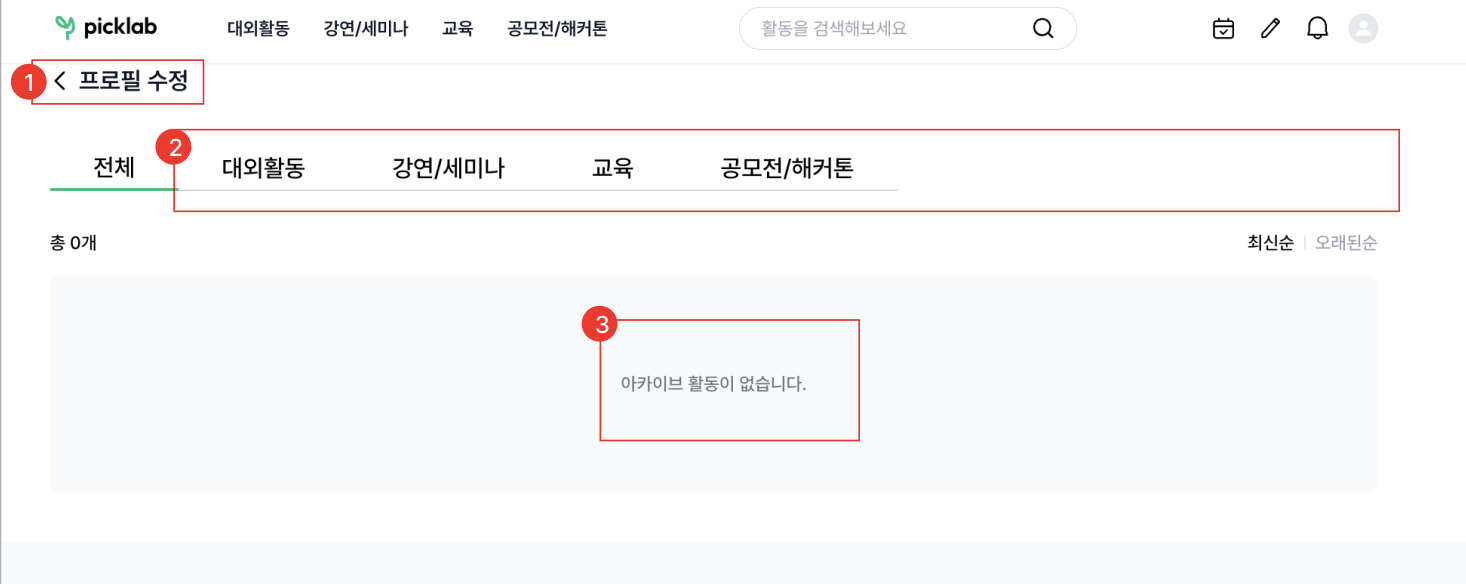 picklab 대외활동 강연/세미나 교육 공모전/해커톤 활동을 검색해보세요
1 프로필 수정
2
전체 대외활동 강연/세미나 교육 공모전/해커톤
총 0개 최신순 | 오래된순
3
아카이브 활동이 없습니다.